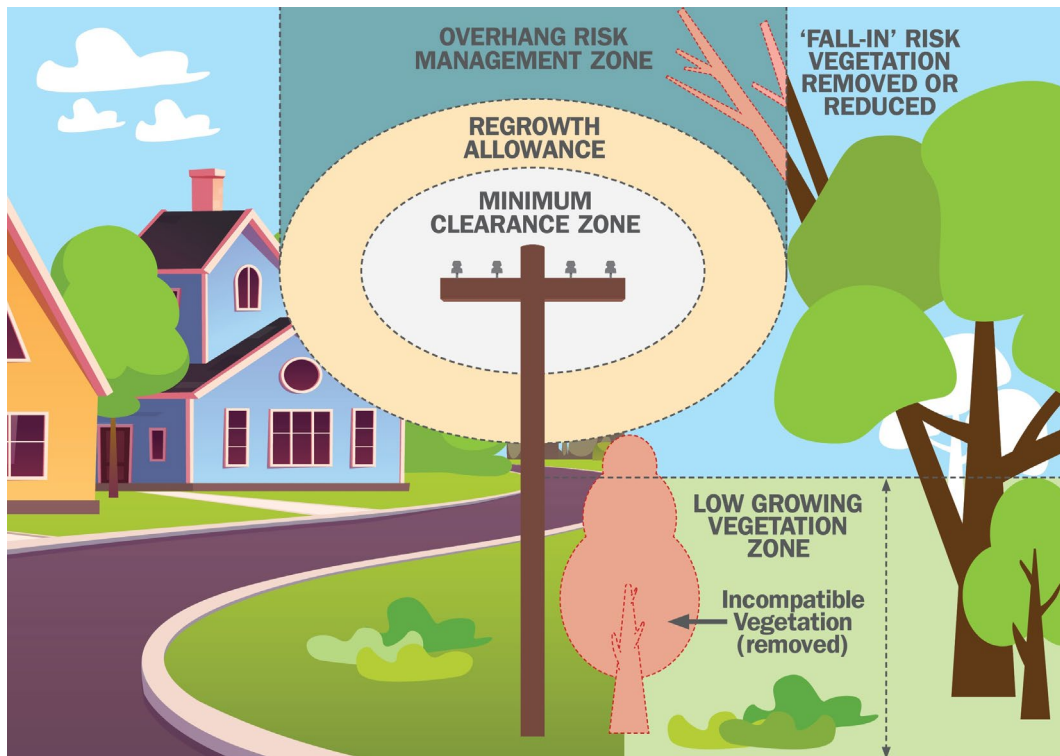 OVERHANG RISK
MANAGEMENT ZONE
‘FALL-IN’ RISK
VEGETATION
REMOVED OR
REDUCED
REGROWTH
ALLOWANCE
MINIMUM
CLEARANCE ZONE
LOW GROWING
VEGETATION
ZONE
Incompatible
Vegetation
(removed)